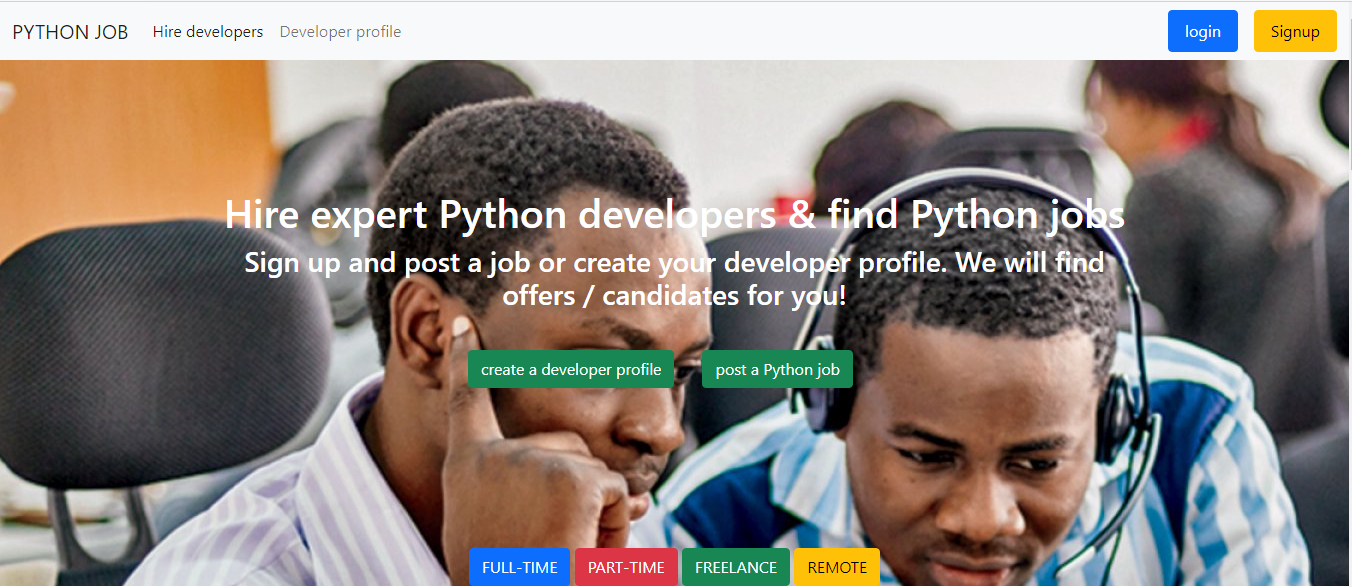 PYTHON JOB Hire developers Developer profile login Signup
Hire expert Python developers & find Python jobs
Sign up and post a job or create your developer profile. We will find
offers / candidates for you!
create a developer profile post a Python job
FULL-TIME PART-TIME FREELANCE REMOTE